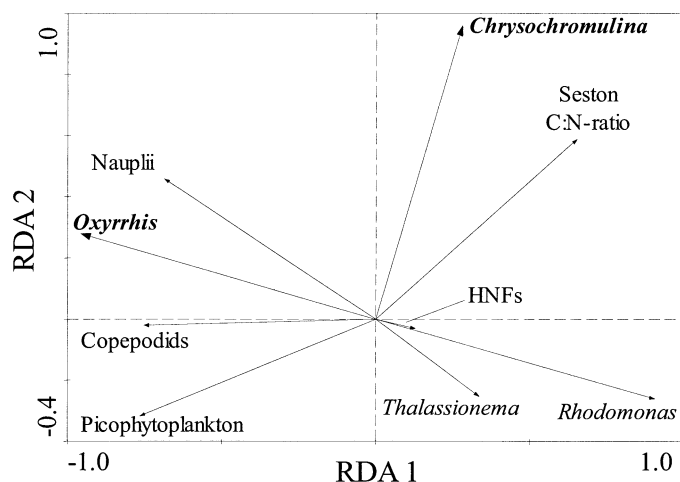 1.0
Chrysochromulina
Seston
C:N-ratio
Nauplii
Oxyrrhis
RDA 2
HNFs
Copepodids
Thalassionema
Rhodomonas
Picophytoplankton
-0.4
-1.0
RDA 1
1.0